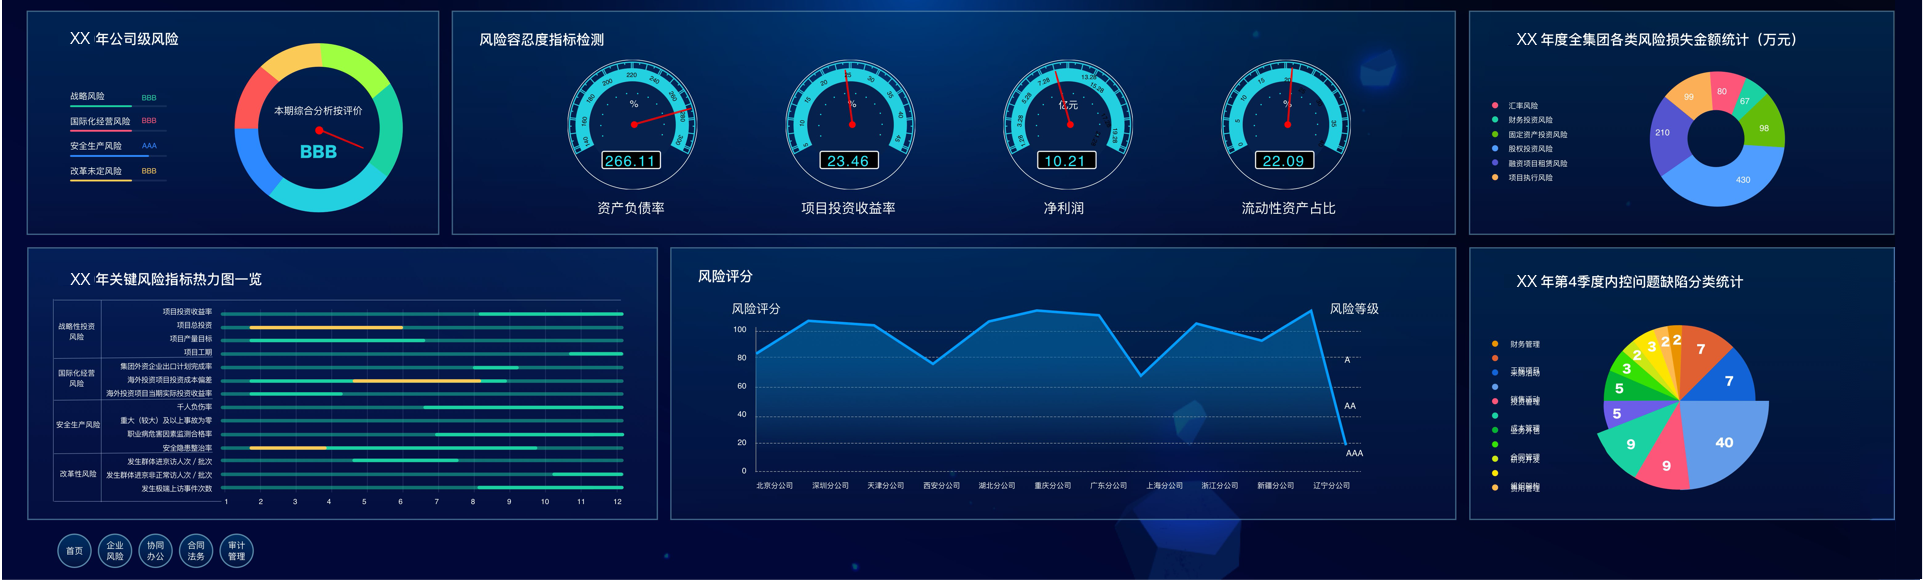 XX 年公司级风险
战略风险 BBB
国际化经营风险 BBB
安全生产风险 AAA
改革未定风险 BBB
本期综合分析按评价
BBB
风险容忍度指标检测
%
266.11
资产负债率
%
23.46
项目投资收益率
亿元
10.21
净利润
%
22.09
流动性资产占比
XX 年度全集团各类风险损失金额统计（万元）
汇率风险
财务投资风险
固定资产投资风险
股权投资风险
融资项目租赁风险
项目执行风险
80
67
98
430
210
99
XX 年关键风险指标热力图一览
战略性投资
风险
项目投资收益率
项目总投资
项目产量目标
项目工期
国际化经营
风险
集团外资企业出口计划完成率
海外投资项目投资成本偏差
海外投资项目当期实际投资收益率
安全生产风险
千人负伤率
重大（较大）及以上事故为零
职业病危害因素监测合格率
安全隐患整治率
改革性风险
发生群体进京访人次 / 批次
发生群体进京非正常访人次 / 批次
发生极端上访事件次数
1 2 3 4 5 6 7 8 9 10 11 12
风险评分
风险评分
风险等级
100
80
60
40
20
0
A
AA
AAA
北京分公司 深圳分公司 天津分公司 西安分公司 湖北分公司 重庆分公司 广东分公司 上海分公司 浙江分公司 新疆分公司 辽宁分公司
XX 年第4季度内控问题缺陷分类统计
财务管理
2
2
3
2
3
5
5
9
9
40
7
7
首页
企业
风险
协同
办公
合同
法务
审计
管理